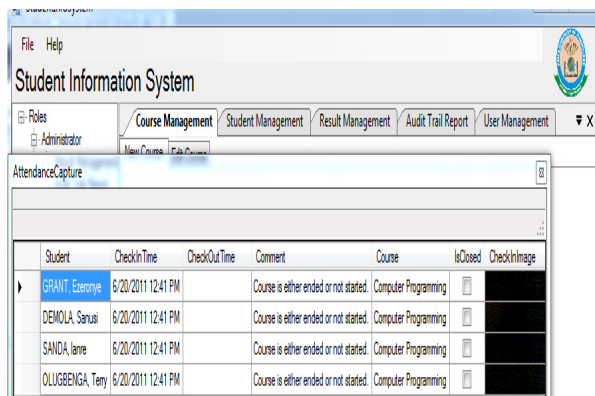 StudentInfoSystem
File Help
Student Information System
Roles
Administrator
Course Management Student Management Result Management Audit Trail Report User Management
New Course Edit Course
AttendanceCapture
Student CheckInTime CheckOutTime Comment Course IsClosed CheckInImage
GRANT, Ezeronye 6/20/2011 12:41 PM Course is either ended or not started. Computer Programming
DEMOLA, Sanusi 6/20/2011 12:41 PM Course is either ended or not started. Computer Programming
SANDA, lanre 6/20/2011 12:41 PM Course is either ended or not started. Computer Programming
OLUGBENGA, Terry 6/20/2011 12:41 PM Course is either ended or not started. Computer Programming